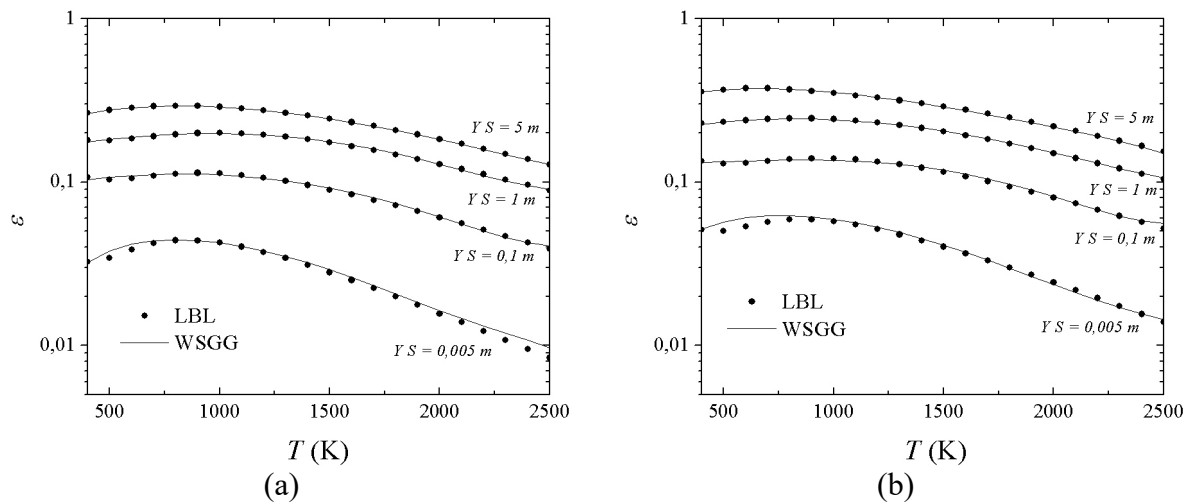 1
0,1
0,01
ε
500
1000
1500
2000
2500
T (K)
Y S = 5 m
Y S = 1 m
Y S = 0,1 m
Y S = 0,005 m
LBL
WSGG
(a)
1
0,1
0,01
ε
500
1000
1500
2000
2500
T (K)
Y S = 5 m
Y S = 1 m
Y S = 0,1 m
Y S = 0,005 m
LBL
WSGG
(b)